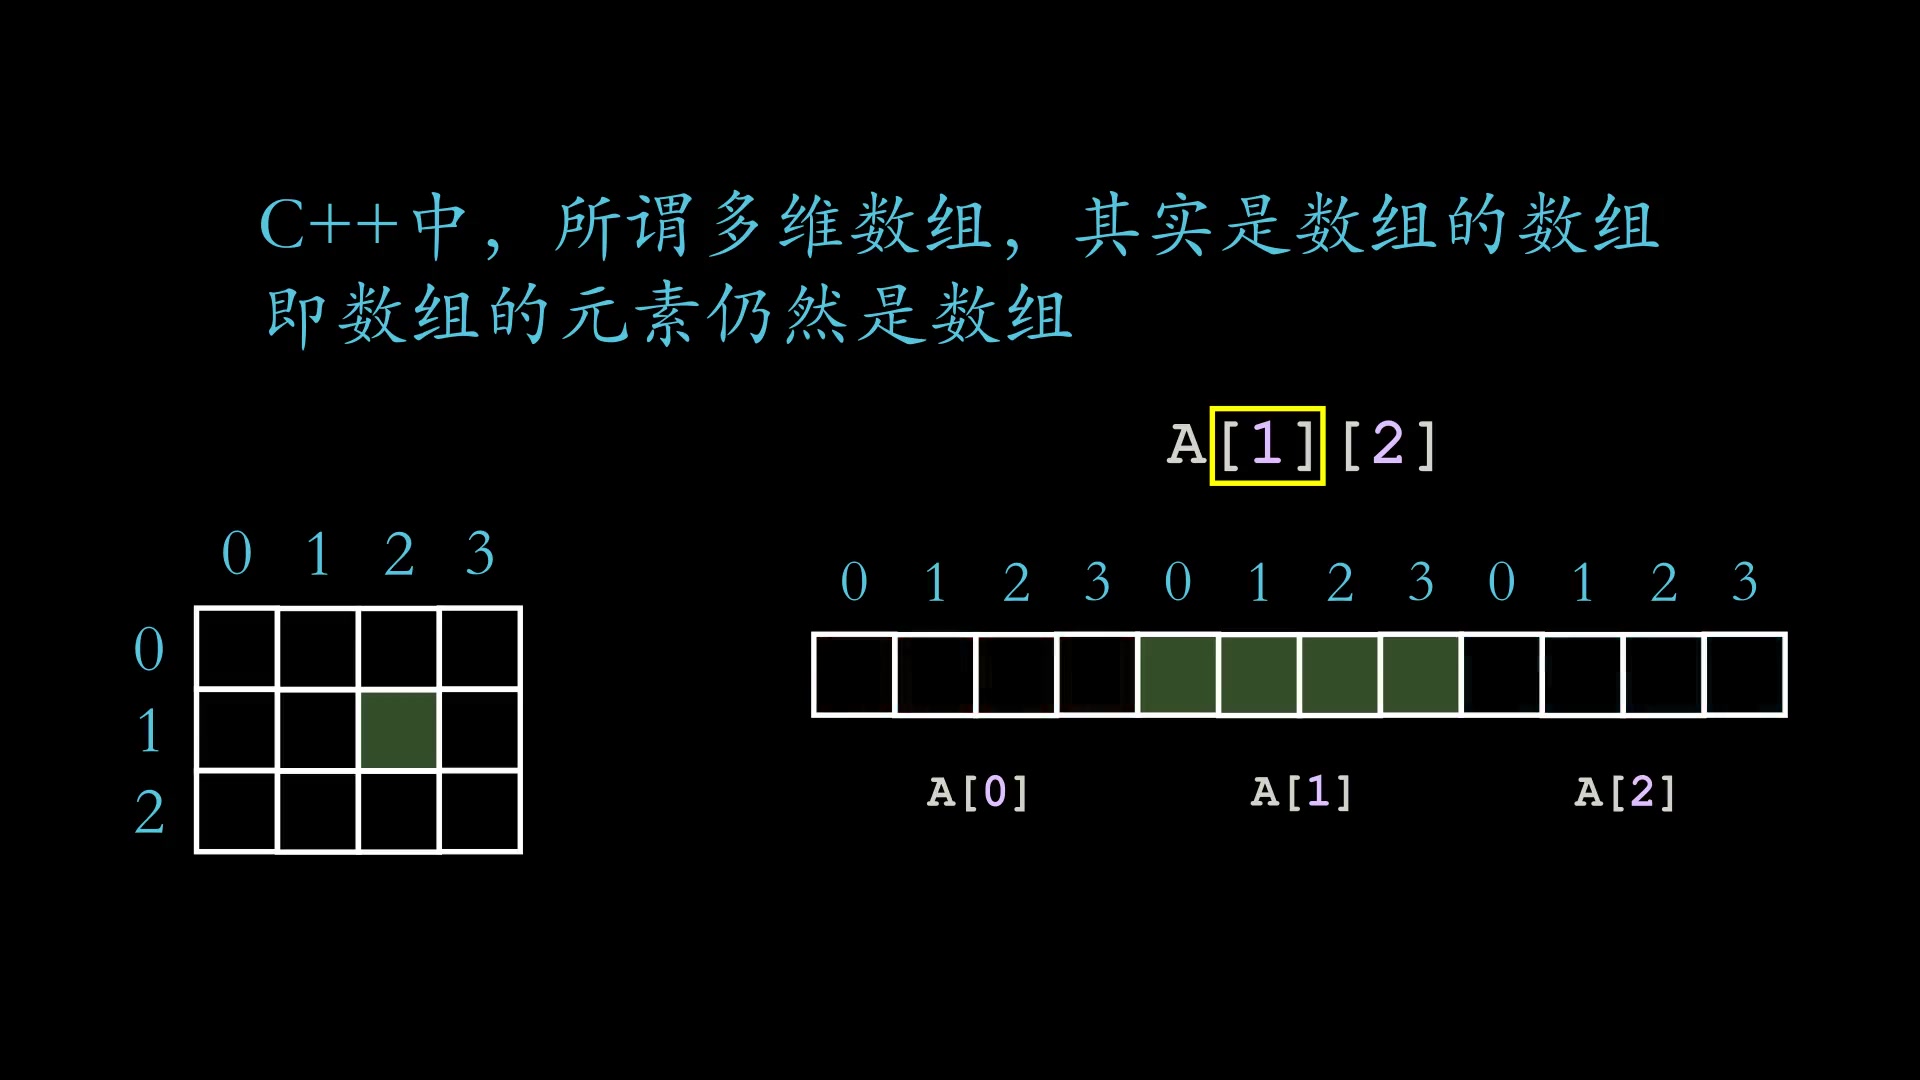 C++中，所谓多维数组，其实是数组的数组
即数组的元素仍然是数组
A[1][2]
0 1 2 3
0
1
2
0 1 2 3 0 1 2 3 0 1 2 3
A[0] A[1] A[2]